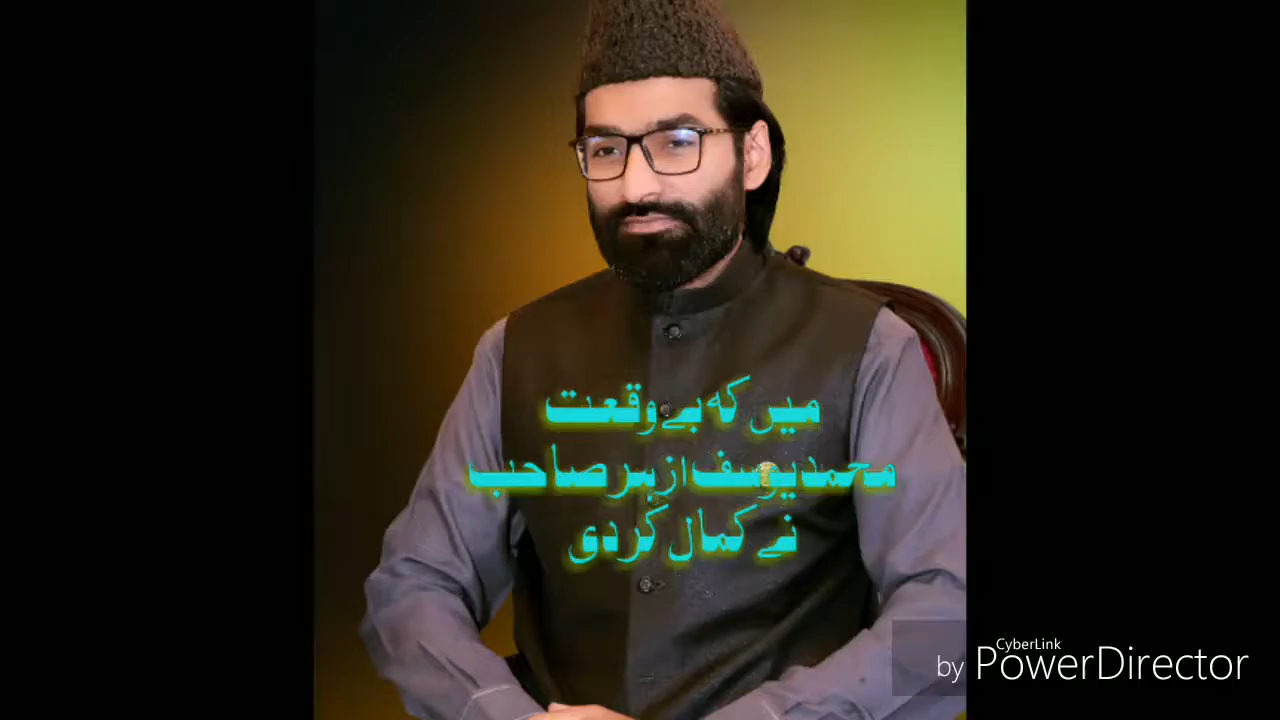 میں کہ بے وقعت
محمد یوسف ازہر صاحب
نے کمال کر دی
CyberLink
by PowerDirector